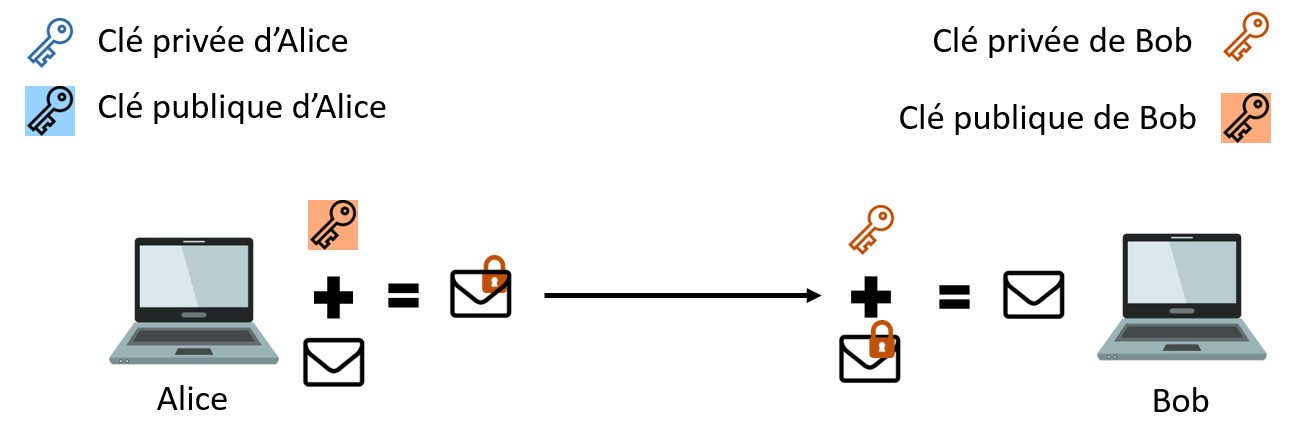 Clé privée d’Alice
Clé publique d’Alice
Clé privée de Bob
Clé publique de Bob
Alice
Bob